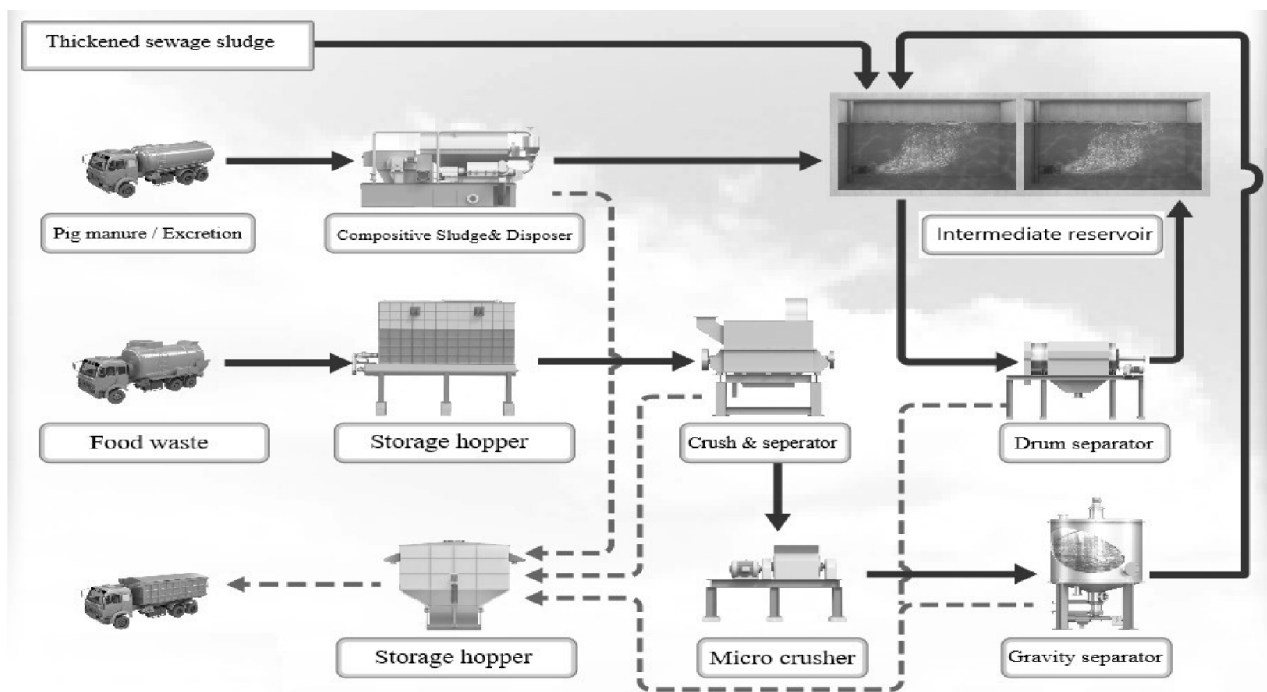 Thickened sewage sludge
Pig manure / Excretion
Compositive Sludge& Disposer
Intermediate reservoir
Food waste
Storage hopper
Crush & seperator
Drum separator
Storage hopper
Micro crusher
Gravity separator